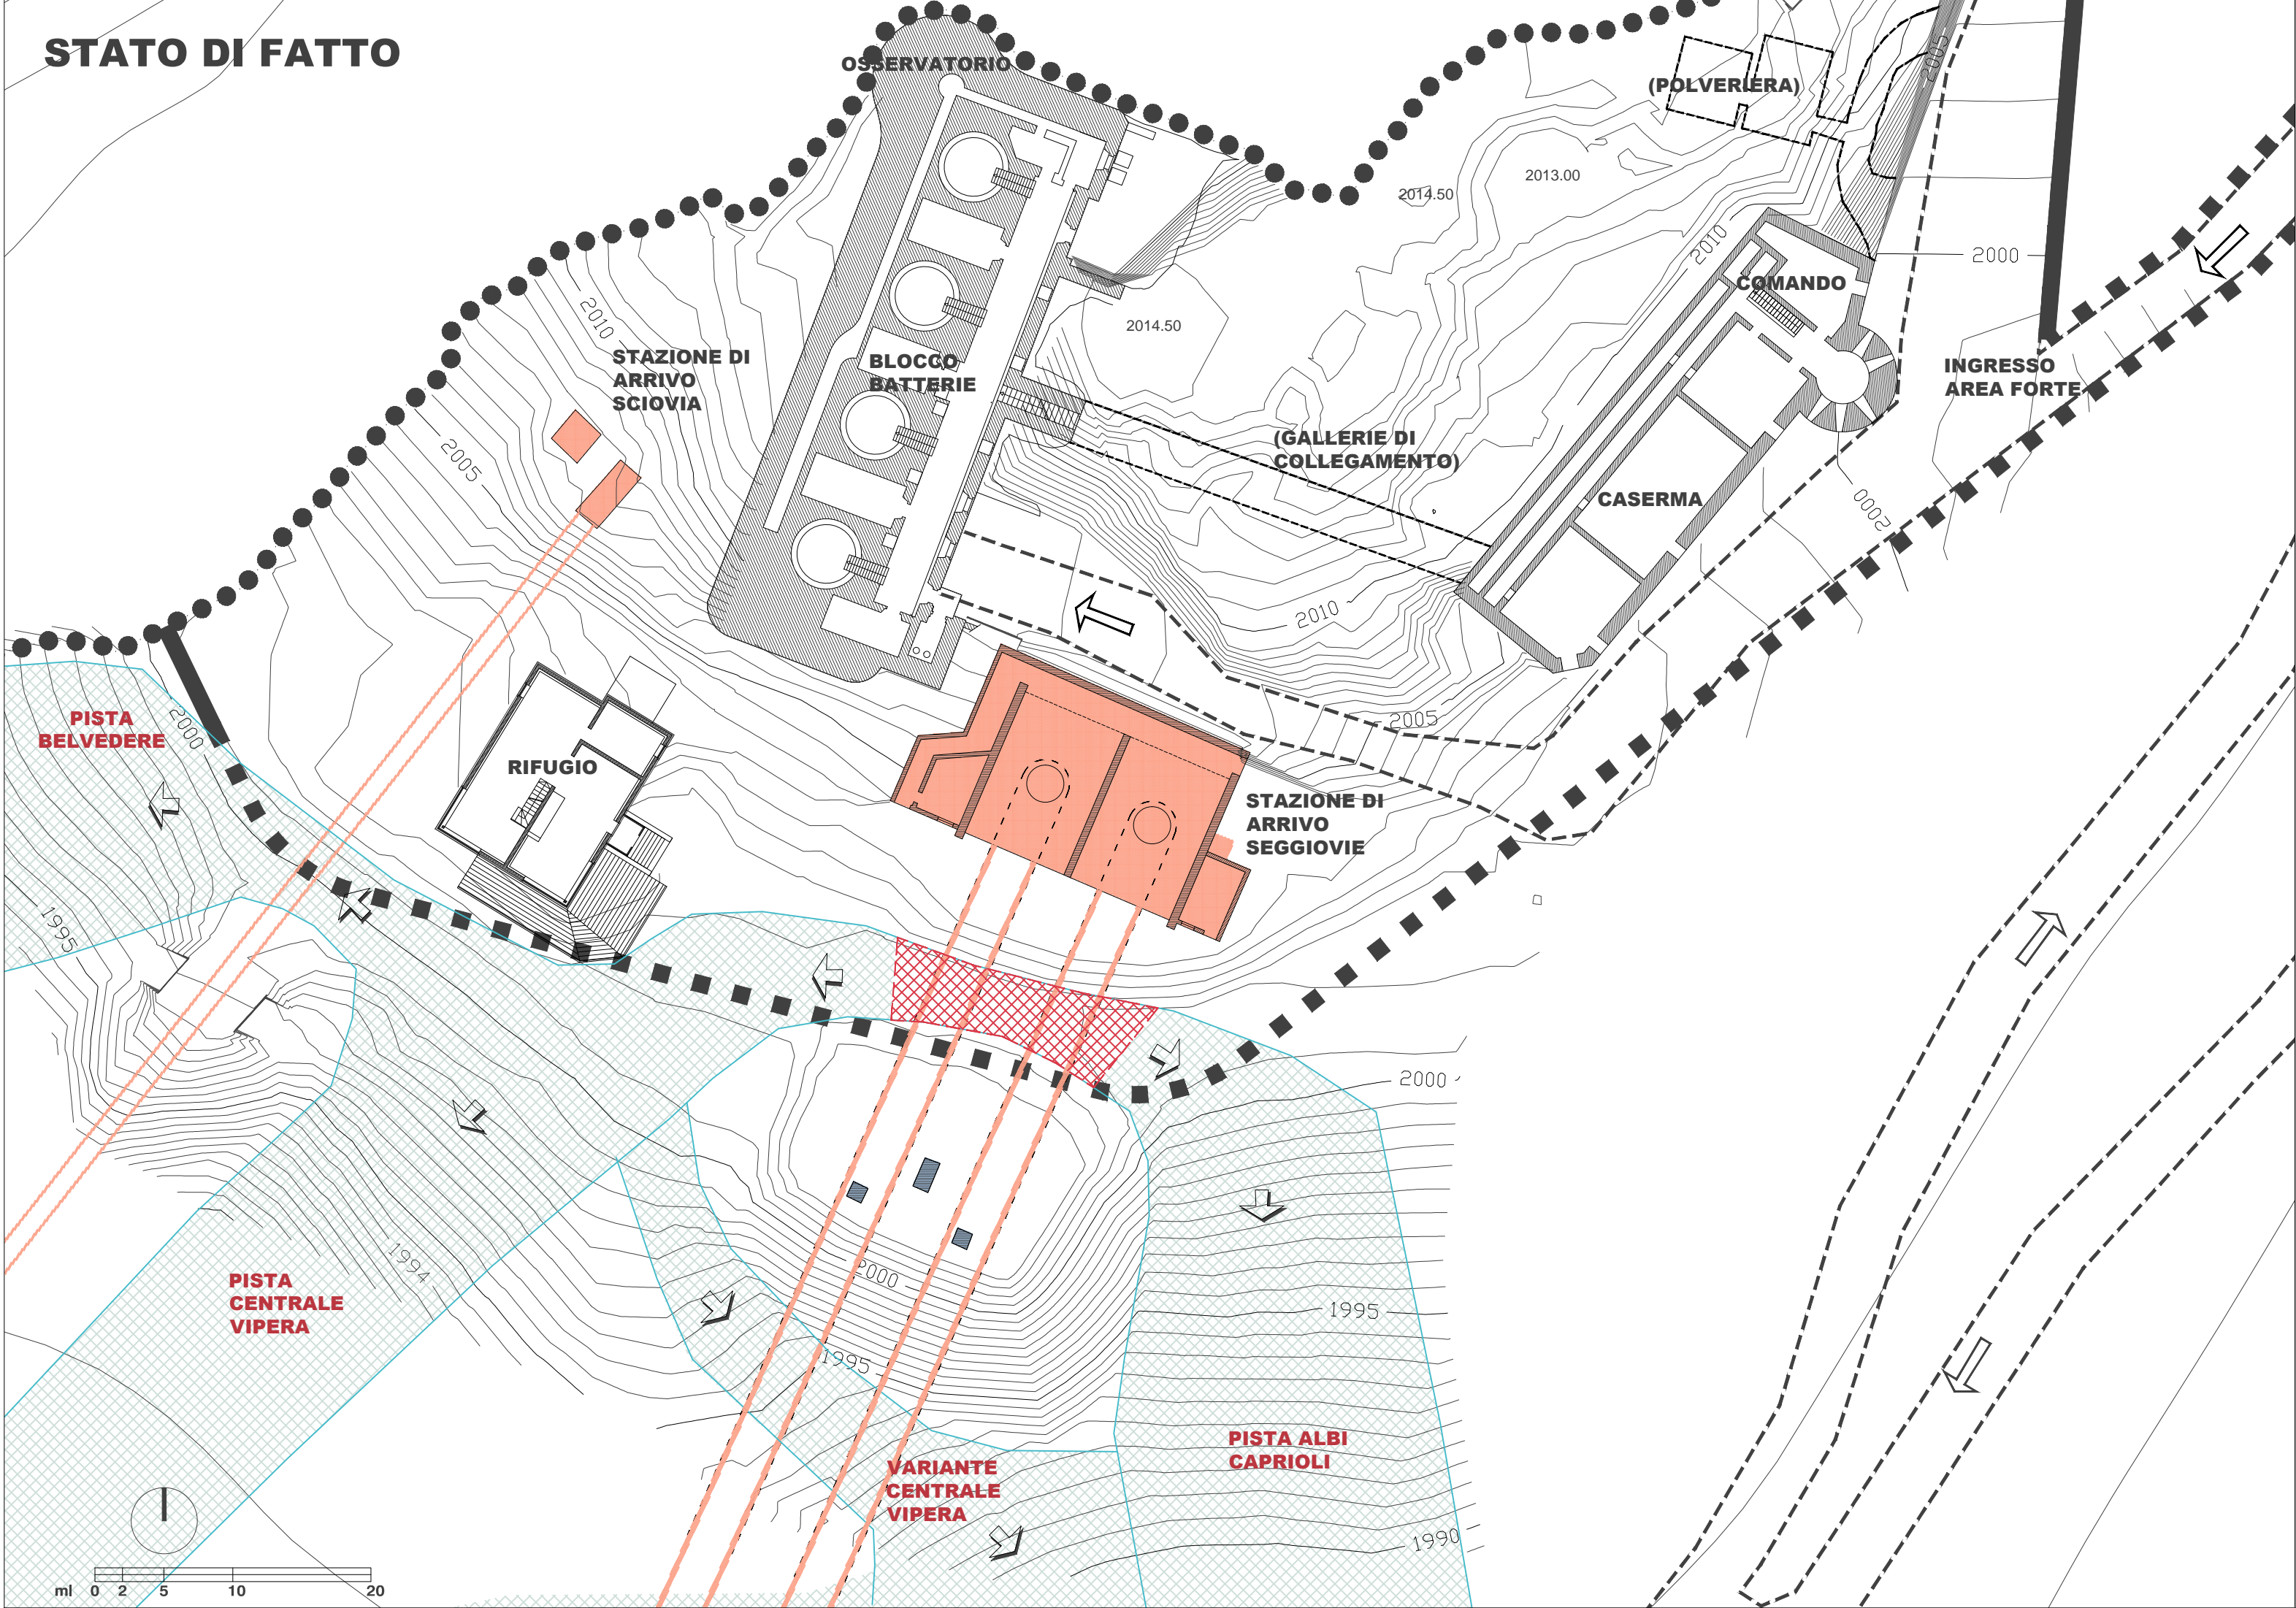 STATO DI FATTO
OSSERVATORIO
(POLVERIERA)
2005
2013.00
2014.50
2010
2000
COMANDO
2010
2014.50
STAZIONE DI
ARRIVO
SCIOVIA
BLOCCO
BATTERIE
INGRESSO
AREA FORTE
(GALLERIE DI
COLLEGAMENTO)
2005
CASERMA
2000
2010
PISTA
BELVEDERE
2000
2005
RIFUGIO
STAZIONE DI
ARRIVO
SEGGIOVIE
1995
2000
1994
2000
PISTA
CENTRALE
VIPERA
1995
1995
PISTA ALBI
CAPRIOLI
VARIANTE
CENTRALE
VIPERA
1990
ml 0 2 5 10 20